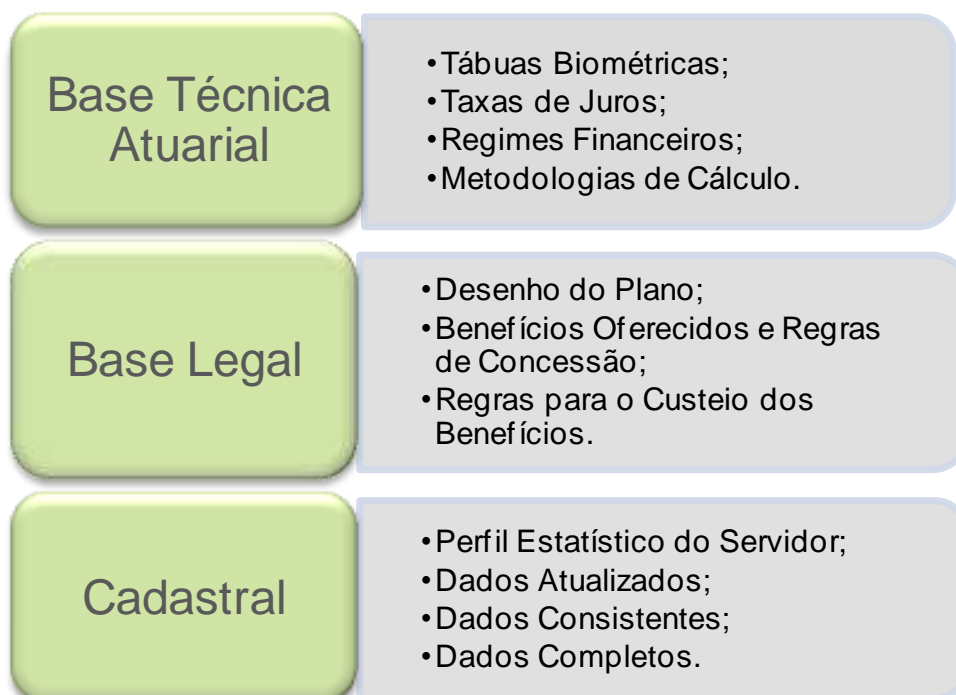 Base Técnica
Atuarial
•Tábuas Biométricas;
•Taxas de Juros;
•Regimes Financeiros;
•Metodologias de Cálculo.
Base Legal
•Desenho do Plano;
•Benefícios Oferecidos e Regras
de Concessão;
•Regras para o Custeio dos
Benefícios.
Cadastral
•Perfil Estatístico do Servidor;
•Dados Atualizados;
•Dados Consistentes;
•Dados Completos.